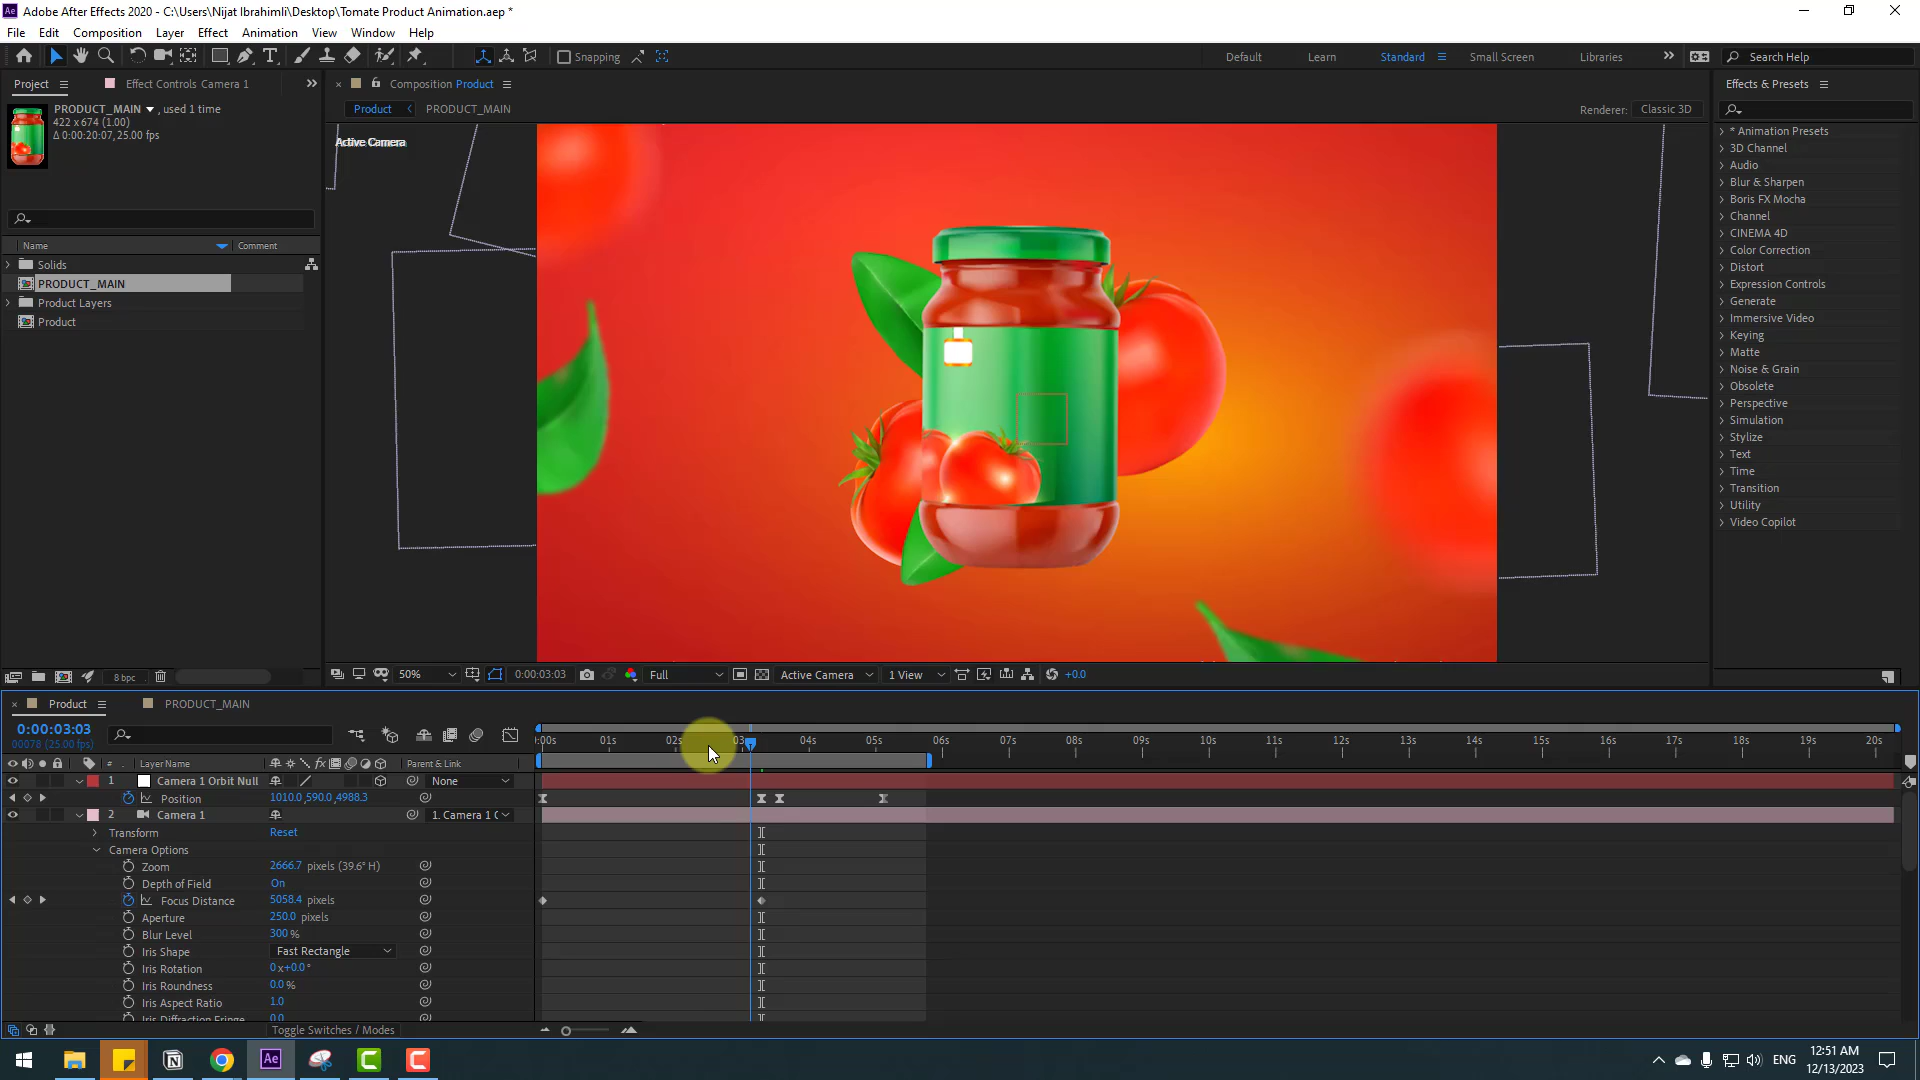 Adobe After Effects 2020 - C:\Users\Nijat Ibrahimli\Desktop\Tomate Product Animation.aep *
File Edit Composition Layer Effect Animation View Window Help
Snapping Default Learn Standard Small Screen Libraries Search Help
Project Effect Controls Camera 1 Composition Product Effects & Presets
PRODUCT_MAIN , used 1 time
422 x 674 (1.00)
Δ 0:00:20:07, 25.00 fps
Product PRODUCT_MAIN Renderer: Classic 3D
Active Camera
Name Comment
Solids
PRODUCT_MAIN
Product Layers
Product
* Animation Presets
3D Channel
Audio
Blur & Sharpen
Boris FX Mocha
Channel
CINEMA 4D
Color Correction
Distort
Expression Controls
Generate
Immersive Video
Keying
Matte
Noise & Grain
Obsolete
Perspective
Simulation
Stylize
Text
Time
Transition
Utility
Video Copilot
8 bpc 50% 0:00:03:03 Full Active Camera 1 View +0.0
Product PRODUCT_MAIN
0:00:03:03
00078 (25.00 fps)
:00s 01s 02s 03s 04s 05s 06s 07s 08s 09s 10s 11s 12s 13s 14s 15s 16s 17s 18s 19s 20s
# Layer Name Parent & Link
1 Camera 1 Orbit Null None
Position 1010.0,590.0,4988.3
2 Camera 1 1. Camera 1 O
Transform Reset
Camera Options
Zoom 2666.7 pixels (39.6° H)
Depth of Field On
Focus Distance 5058.4 pixels
Aperture 250.0 pixels
Blur Level 300 %
Iris Shape Fast Rectangle
Iris Rotation 0x+0.0°
Iris Roundness 0.0 %
Iris Aspect Ratio 1.0
Iris Diffraction Fringe 0.0
Toggle Switches / Modes
Ae ENG 12:51 AM
12/13/2023